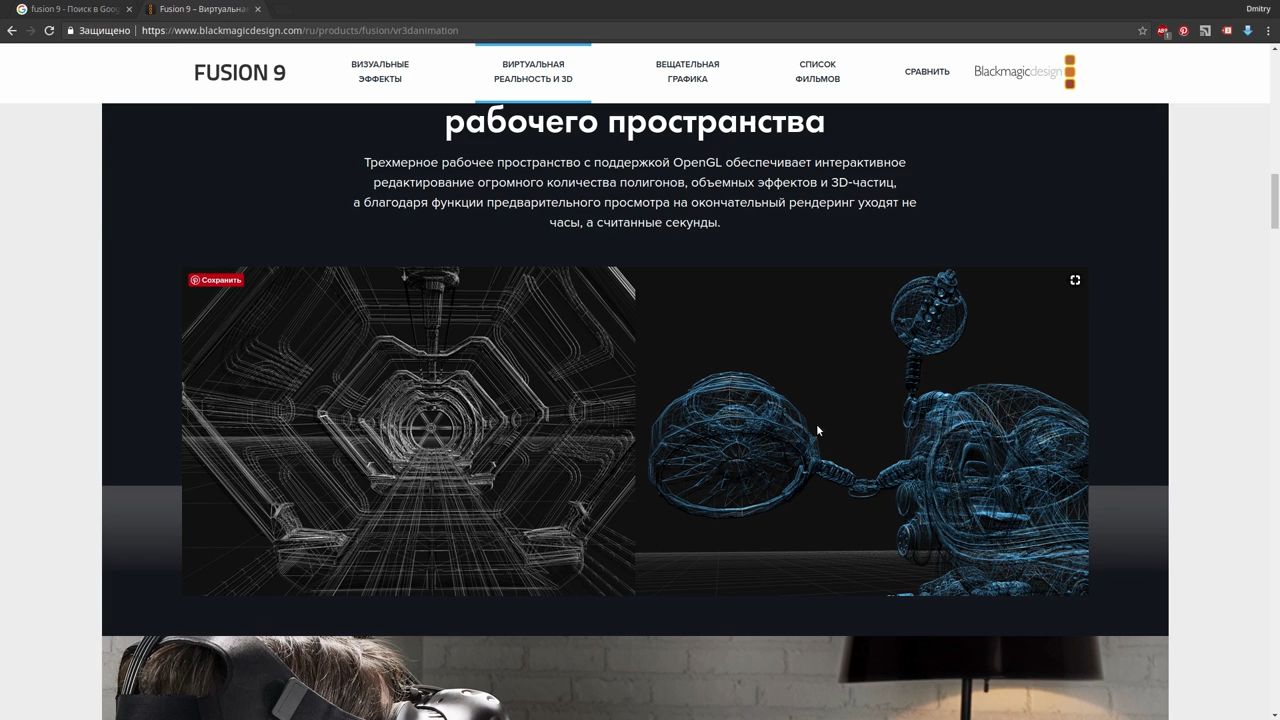 fusion 9 - Поиск в Goog
Fusion 9 – Виртуальна
Dmitry
Защищено
https://www.blackmagicdesign.com/ru/products/fusion/vr3danimation
ABP
1
FUSION 9
ВИЗУАЛЬНЫЕ
ЭФФЕКТЫ
ВИРТУАЛЬНАЯ
РЕАЛЬНОСТЬ И 3D
ВЕЩАТЕЛЬНАЯ
ГРАФИКА
СПИСОК
ФИЛЬМОВ
СРАВНИТЬ
Blackmagicdesign
рабочего пространства
Трехмерное рабочее пространство с поддержкой OpenGL обеспечивает интерактивное
редактирование огромного количества полигонов, объемных эффектов и 3D-частиц,
а благодаря функции предварительного просмотра на окончательный рендеринг уходят не
часы, а считанные секунды.
Сохранить